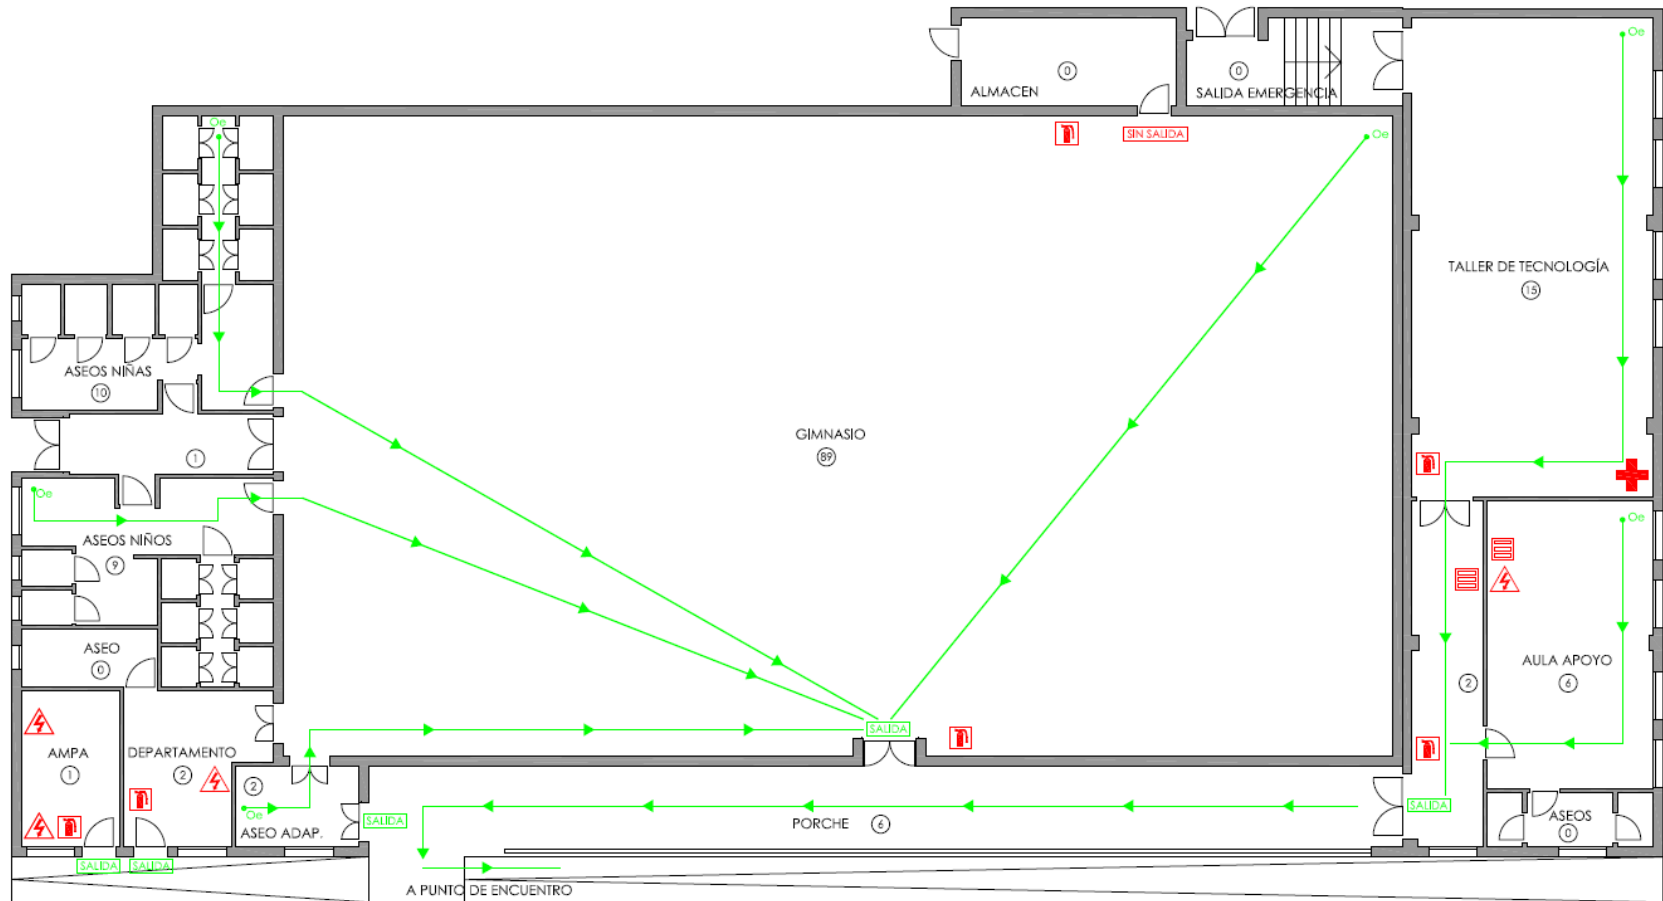 Oe
0
ALMACEN
0
SALIDA EMERGENCIA
Oe
SIN SALIDA
Oe
TALLER DE TECNOLOGÍA
15
ASEOS NIÑAS
10
GIMNASIO
89
1
Oe
ASEOS NIÑOS
9
Oe
ASEO
0
AULA APOYO
6
2
SALIDA
AMPA
1
DEPARTAMENTO
2
2
Oe
ASEO ADAP.
SALIDA
PORCHE 6
SALIDA
ASEOS
0
SALIDA
SALIDA
A PUNTO DE ENCUENTRO